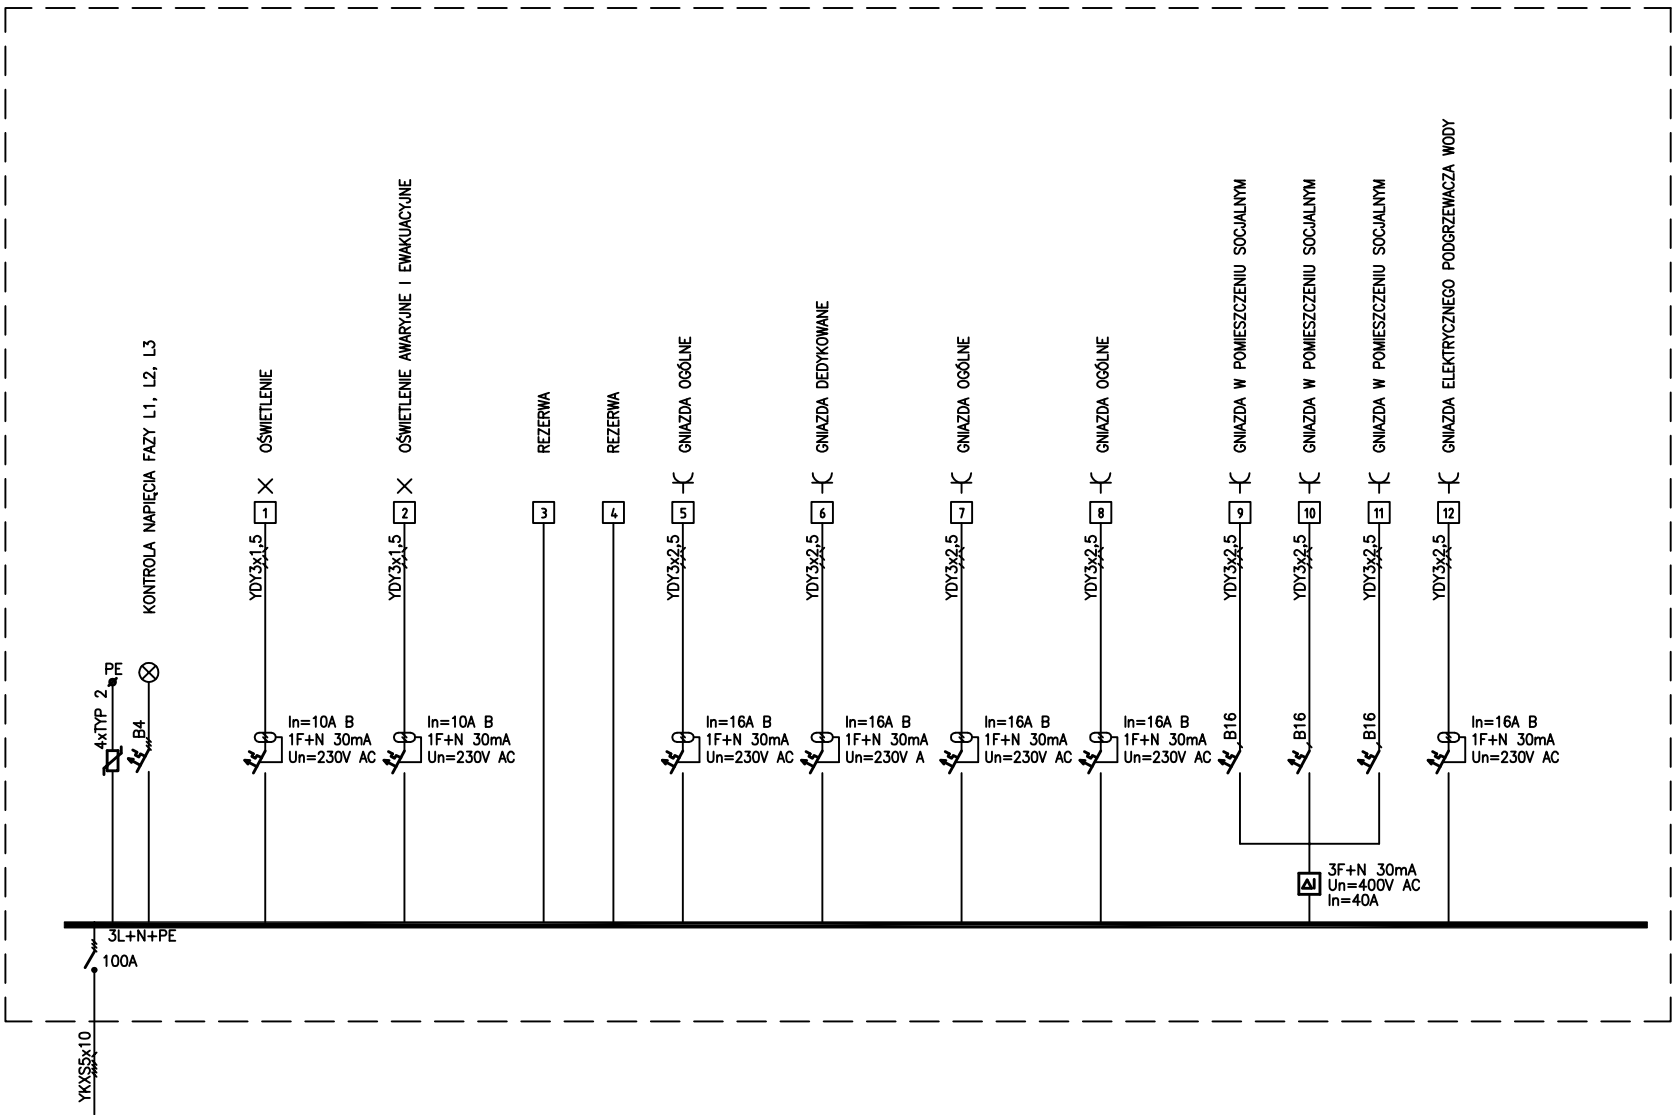 KONTROLA NAPIĘCIA FAZY L1, L2, L3
OŚWIETLENIE
OŚWIETLENIE AWARYJNE I EWAKUACYJNE
REZERWA
REZERWA
GNIAZDA OGÓLNE
GNIAZDA DEDYKOWANE
GNIAZDA OGÓLNE
GNIAZDA OGÓLNE
GNIAZDA W POMIESZCZENIU SOCJALNYM
GNIAZDA W POMIESZCZENIU SOCJALNYM
GNIAZDA W POMIESZCZENIU SOCJALNYM
GNIAZDA ELEKTRYCZNEGO PODGRZEWACZA WODY
1
2
3
4
5
6
7
8
9
10
11
12
YDY3x1,5
YDY3x1,5
YDY3x2,5
YDY3x2,5
YDY3x2,5
YDY3x2,5
YDY3x2,5
YDY3x2,5
YDY3x2,5
YDY3x2,5
PE
4xTYP 2
B4
In=10A B
1F+N 30mA
Un=230V AC
In=10A B
1F+N 30mA
Un=230V AC
In=16A B
1F+N 30mA
Un=230V AC
In=16A B
1F+N 30mA
Un=230V A
In=16A B
1F+N 30mA
Un=230V AC
In=16A B
1F+N 30mA
Un=230V AC
B16
B16
B16
In=16A B
1F+N 30mA
Un=230V AC
3F+N 30mA
Un=400V AC
In=40A
3L+N+PE
100A
YKXS5x10